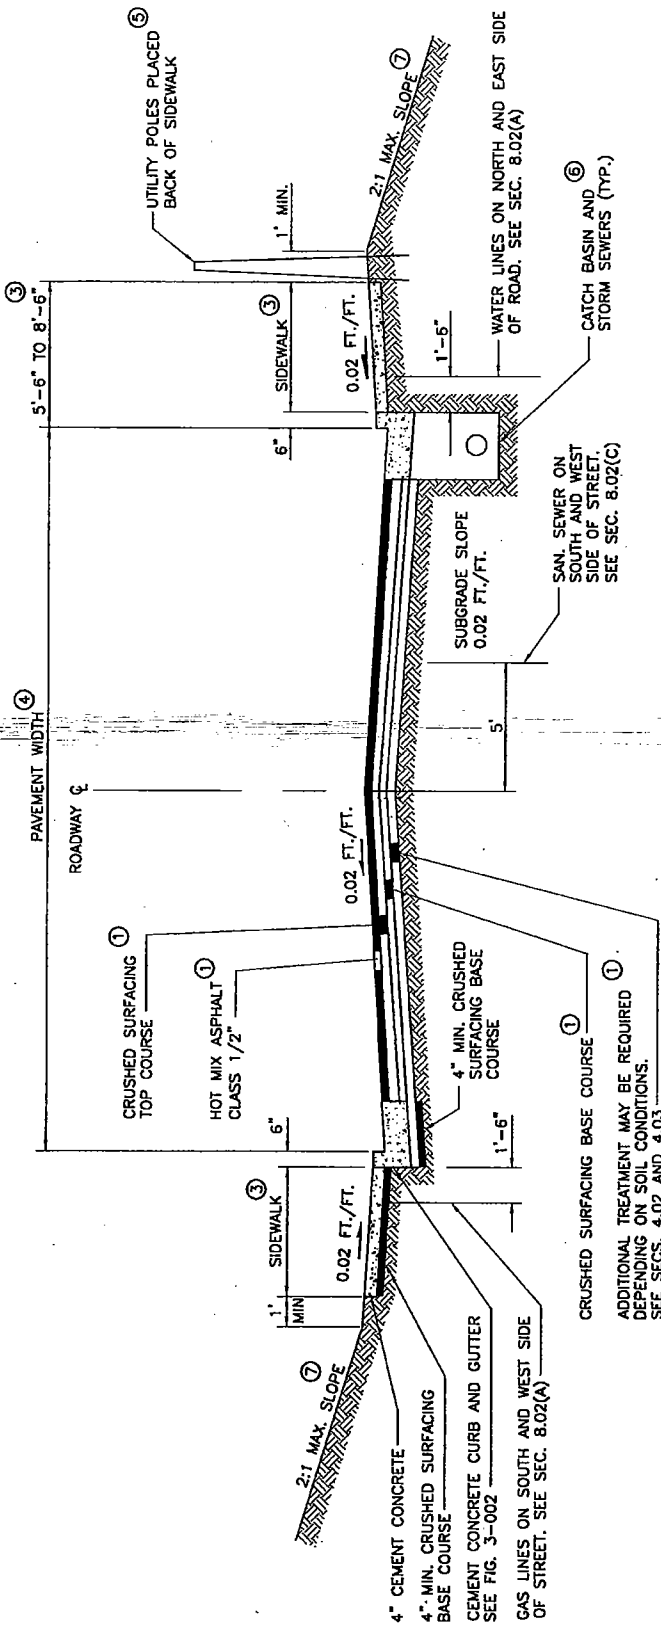 PAVEMENT WIDTH ④
③
5'-6" TO 8'-6"
ROADWAY ℄
UTILITY POLES PLACED ⑤
BACK OF SIDEWALK
CRUSHED SURFACING ①
TOP COURSE
HOT MIX ASPHALT ①
CLASS 1/2"
1' MIN.
2:1 MAX. SLOPE ⑦
SIDEWALK ③
0.02 FT./FT.
6"
1'
MIN
SIDEWALK ③
0.02 FT./FT.
6"
0.02 FT./FT.
2:1 MAX. SLOPE ⑦
4" CEMENT CONCRETE
4" MIN. CRUSHED SURFACING
BASE COURSE
CEMENT CONCRETE CURB AND GUTTER
SEE FIG. 3-002
GAS LINES ON SOUTH AND WEST SIDE
OF STREET. SEE SEC. 8.02(A)
1'-6"
4" MIN. CRUSHED
SURFACING BASE
COURSE
CRUSHED SURFACING BASE COURSE ①
ADDITIONAL TREATMENT MAY BE REQUIRED ①
DEPENDING ON SOIL CONDITIONS.
SEE SECS. 4.02 AND 4.03
5'
SUBGRADE SLOPE
0.02 FT./FT.
SAN. SEWER ON
SOUTH AND WEST
SIDE OF STREET.
SEE SEC. 8.02(C)
1'-6"
WATER LINES ON NORTH AND EAST SIDE
OF ROAD. SEE SEC. 8.02(A)
CATCH BASIN AND ⑥
STORM SEWERS (TYP.)